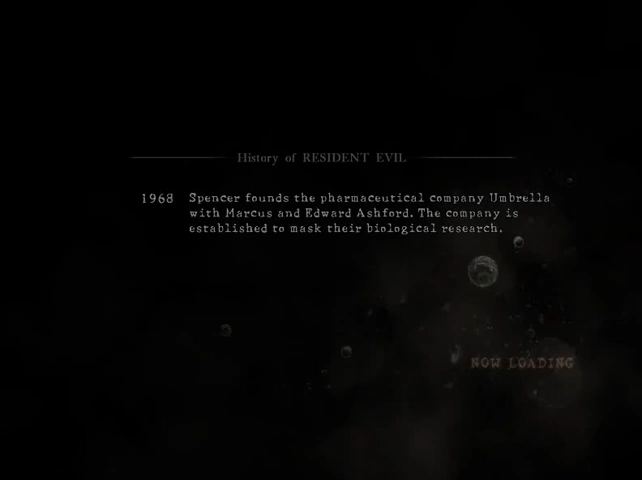 History of RESIDENT EVIL
1968 Spencer founds the pharmaceutical company Umbrella
with Marcus and Edward Ashford. The company is
established to mask their biological research.
NOW LOADING